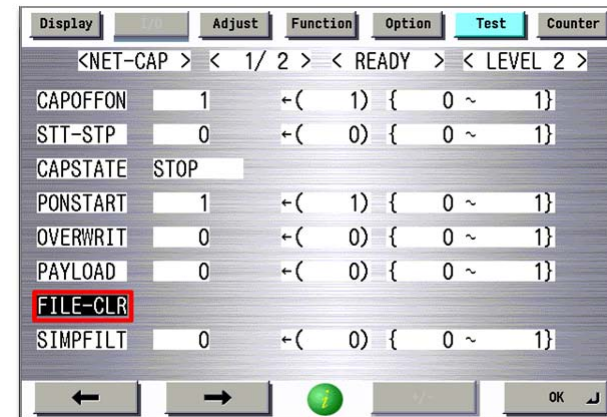 Display I/O Adjust Function Option Test Counter
<NET-CAP > < 1/ 2 > < READY > < LEVEL 2 >
CAPOFFON 1 ←( 1) { 0 ~ 1}
STT-STP 0 ←( 0) { 0 ~ 1}
CAPSTATE STOP
PONSTART 1 ←( 1) { 0 ~ 1}
OVERWRIT 0 ←( 0) { 0 ~ 1}
PAYLOAD 0 ←( 0) { 0 ~ 1}
FILE-CLR
SIMPFILT 0 ←( 0) { 0 ~ 1}
← → i +/- OK